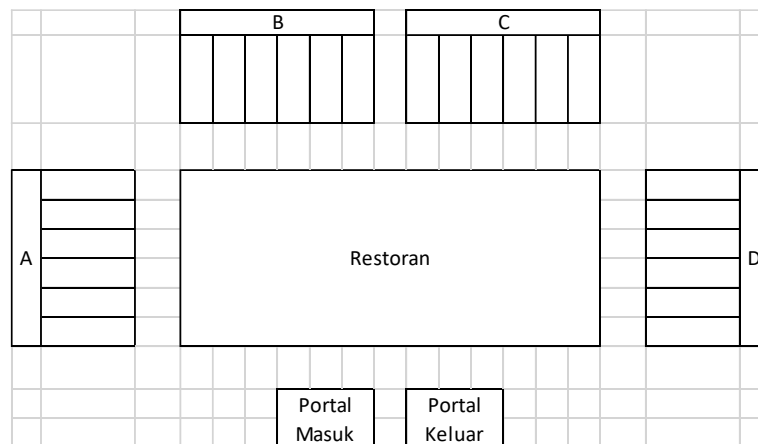 B
C
A
Restoran
D
Portal
Masuk
Portal
Keluar